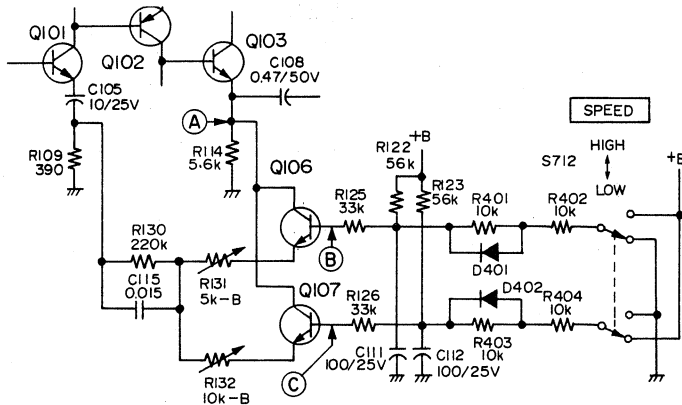 Q101
Q102
Q103
C105
10/25V
C108
0.47/50V
A
R109
390
R114
5.6k
Q106
R122
56k
+B
R123
56k
SPEED
HIGH
LOW
S712
+B
R125
33k
R401
10k
R402
10k
B
D401
R130
220k
C115
0.015
R131
5k-B
Q107
R126
33k
D402
R404
10k
R403
10k
R132
10k-B
C
C111
100/25V
C112
100/25V